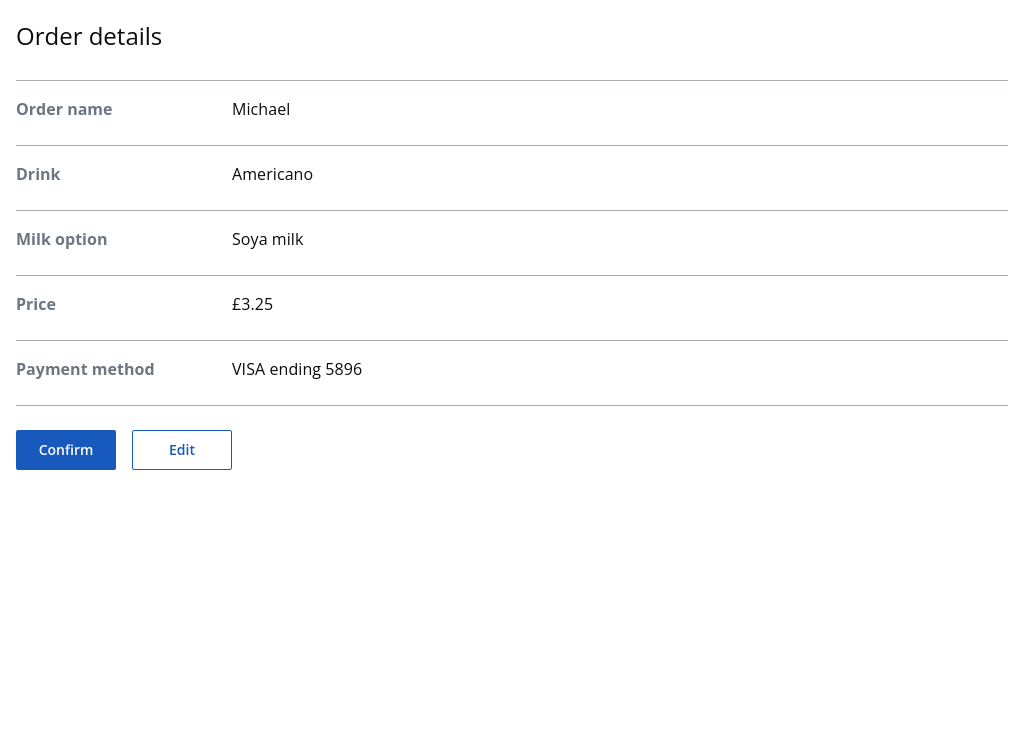 Order details
Order name Michael
Drink Americano
Milk option Soya milk
Price £3.25
Payment method VISA ending 5896
Confirm Edit